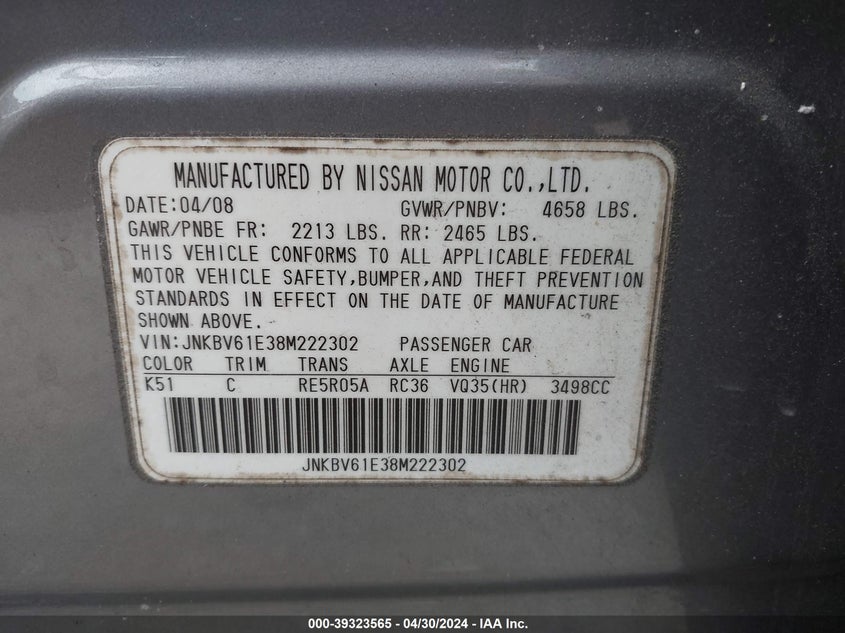 MANUFACTURED BY NISSAN MOTOR CO.,LTD.
DATE:04/08 GVWR/PNBV: 4658 LBS.
GAWR/PNBE FR: 2213 LBS. RR: 2465 LBS.
THIS VEHICLE CONFORMS TO ALL APPLICABLE FEDERAL
MOTOR VEHICLE SAFETY,BUMPER,AND THEFT PREVENTION
STANDARDS IN EFFECT ON THE DATE OF MANUFACTURE
SHOWN ABOVE.
VIN:JNKBV61E38M222302 PASSENGER CAR
COLOR TRIM TRANS AXLE ENGINE
K51 C RE5R05A RC36 VQ35(HR) 3498CC
JNKBV61E38M222302
000-39323565 - 04/30/2024 - IAA Inc.